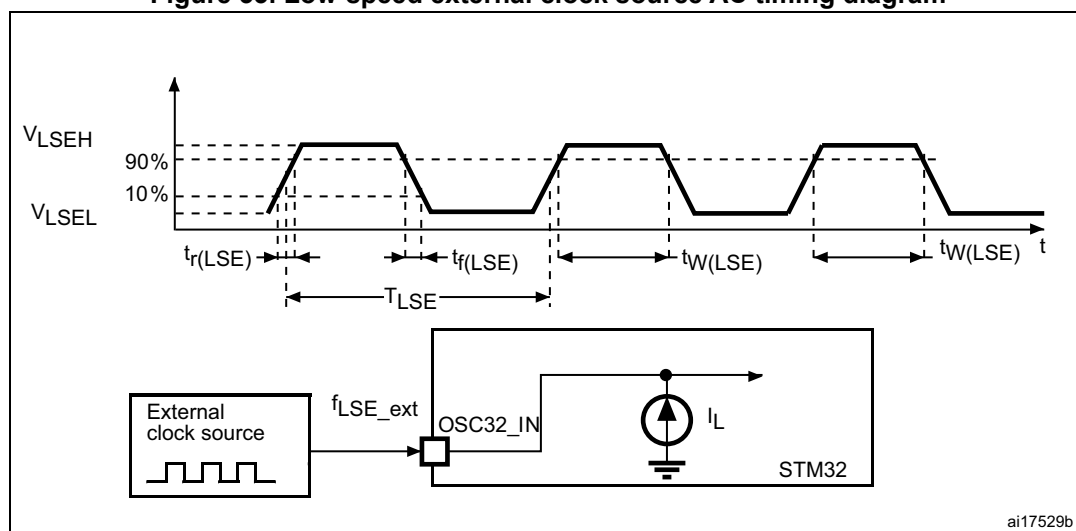 Figure Low-speed external clock source AC timing diagram
VLSEH
90%
10%
VLSEL
tr(LSE)
tf(LSE)
tW(LSE)
tW(LSE)
t
TLSE
External
clock source
fLSE_ext
OSC32_IN
IL
STM32
ai17529b